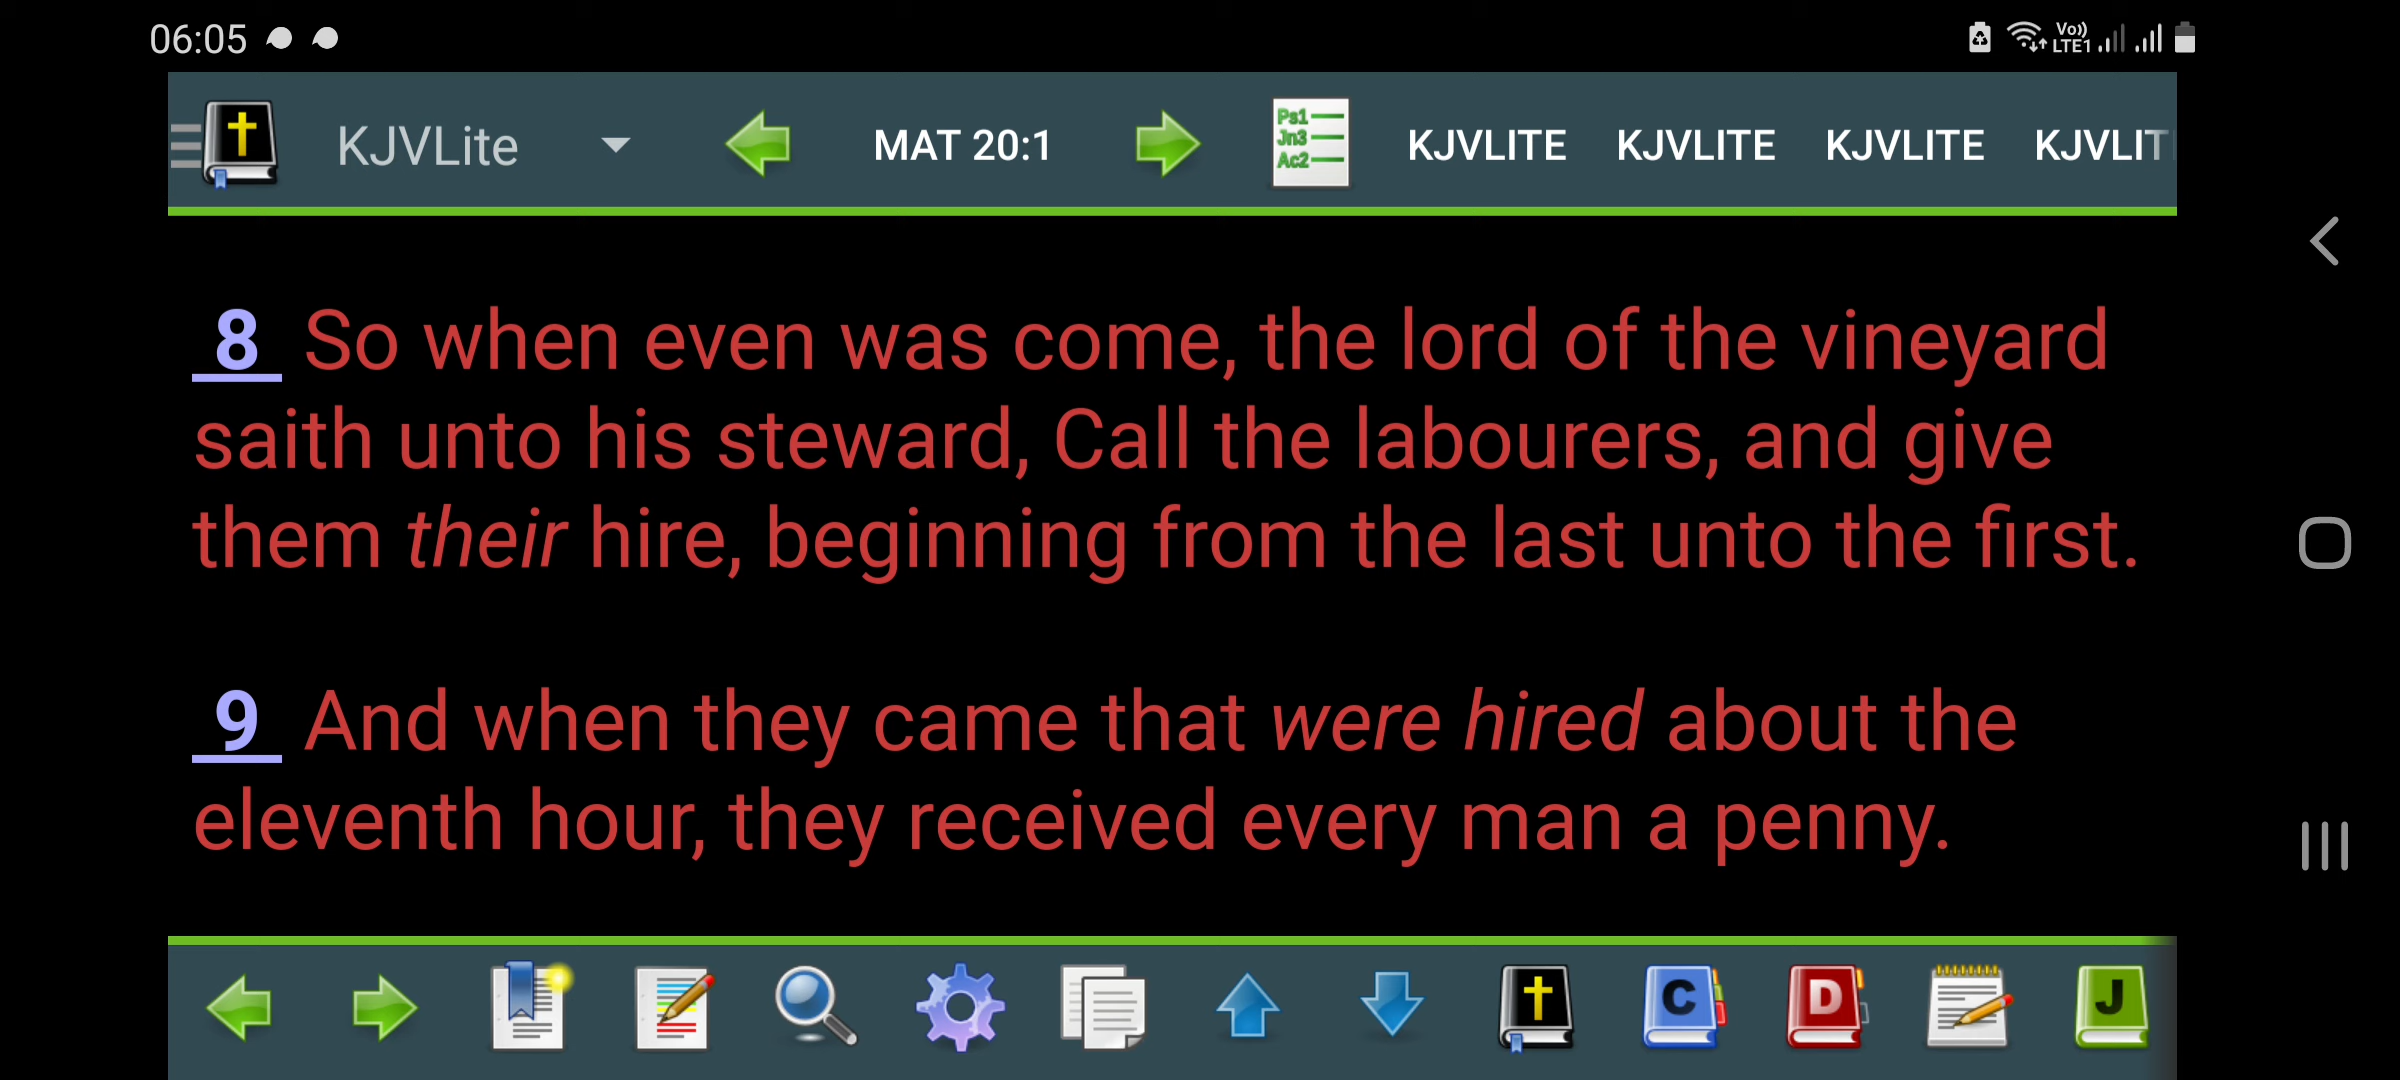 06:05
Vo)) LTE1
KJVLite MAT 20:1 Ps1 Jn3 Ac2 KJVLITE KJVLITE KJVLITE KJVLIT
8 So when even was come, the lord of the vineyard
saith unto his steward, Call the labourers, and give
them their hire, beginning from the last unto the first.
9 And when they came that were hired about the
eleventh hour, they received every man a penny.
C D J